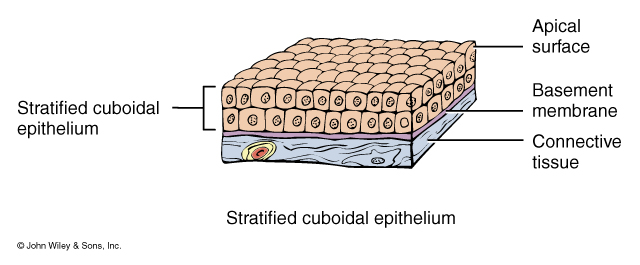 Apical
surface
Basement
membrane
Stratified cuboidal
epithelium
Connective
tissue
Stratified cuboidal epithelium
© John Wiley & Sons, Inc.